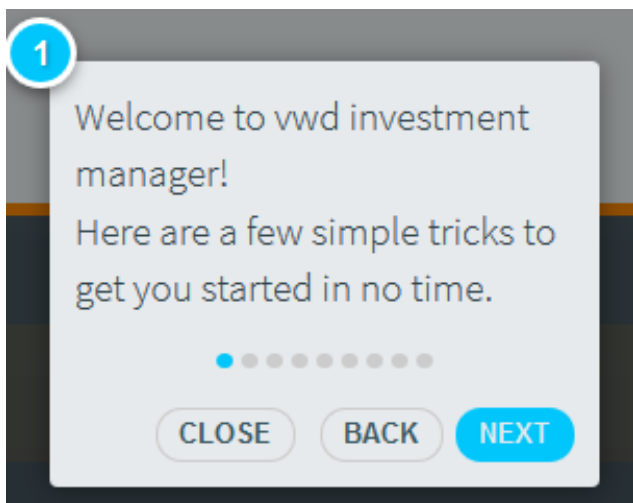 1
Welcome to vwd investment
manager!
Here are a few simple tricks to
get you started in no time.
CLOSE BACK NEXT